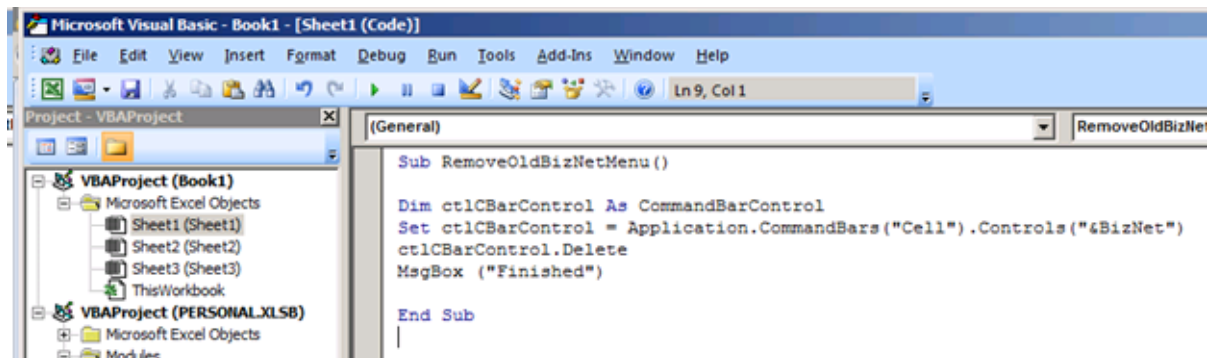 Microsoft Visual Basic - Book1 - [Sheet1 (Code)]
File Edit View Insert Format Debug Run Tools Add-Ins Window Help
Ln 9, Col 1
Project - VBAProject
(General)
RemoveOldBizNet
VBAProject (Book1)
Microsoft Excel Objects
Sheet1 (Sheet1)
Sheet2 (Sheet2)
Sheet3 (Sheet3)
ThisWorkbook
VBAProject (PERSONAL.XLSB)
Microsoft Excel Objects
Modules
Sub RemoveOldBizNetMenu()
Dim ctlCBarControl As CommandBarControl
Set ctlCBarControl = Application.CommandBars("Cell").Controls("&BizNet")
ctlCBarControl.Delete
MsgBox ("Finished")
End Sub